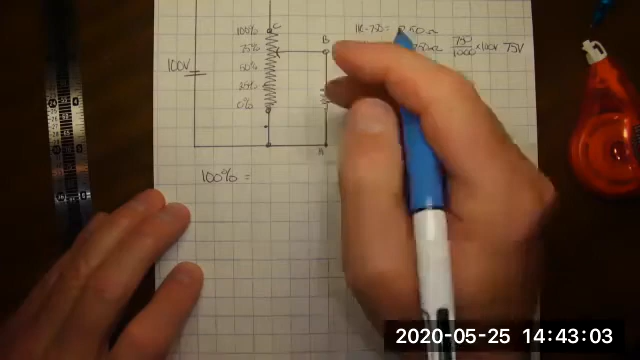 100% C
75% B
100V 50%
25%
0%
A
1K-750 = 250Ω
750/1000 ×100V 75V
100% =
2020-05-25 14:43:03